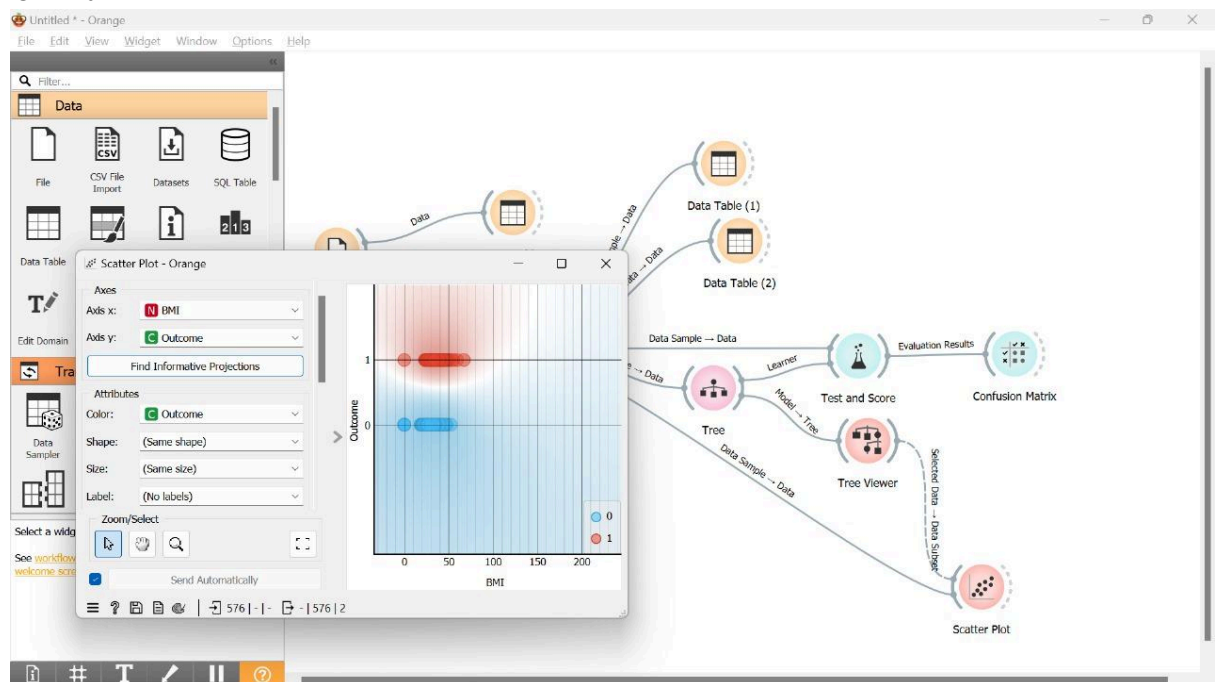 Untitled * - Orange
File Edit View Widget Window Options Help
Filter...
Data
File
CSV File Import
Datasets
SQL Table
213
Data Table
Edit Domain
Tra
Data Sampler
Select a widg
See workflow
welcome scre
Scatter Plot - Orange
Axes
Axis x: N BMI
Axis y: C Outcome
Find Informative Projections
Attributes
Color: C Outcome
Shape: (Same shape)
Size: (Same size)
Label: (No labels)
Zoom/Select
Send Automatically
576 | - | - - | 576 | 2
Outcome
1
0
0
1
0 50 100 150 200
BMI
Data
Data Table (1)
Data Table (2)
Data Sample → Data
Learner
Evaluation Results
Test and Score
Confusion Matrix
Tree
Model → Tree
Tree Viewer
Data Sample → Data
Selected Data → Data Subset
Scatter Plot